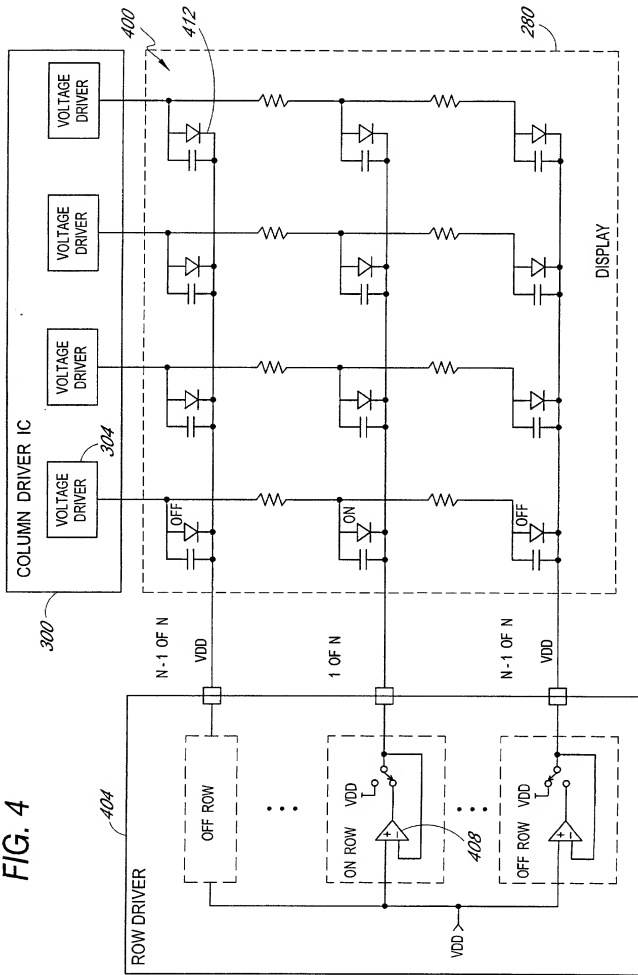 FIG. 4
COLUMN DRIVER IC
300
VOLTAGE
DRIVER
304
VOLTAGE
DRIVER
VOLTAGE
DRIVER
VOLTAGE
DRIVER
400
412
404
ROW DRIVER
OFF ROW
N-1 OF N
VDD
OFF
ON ROW
VDD
408
1 OF N
ON
OFF ROW
VDD
N-1 OF N
VDD
OFF
VDD
DISPLAY
280